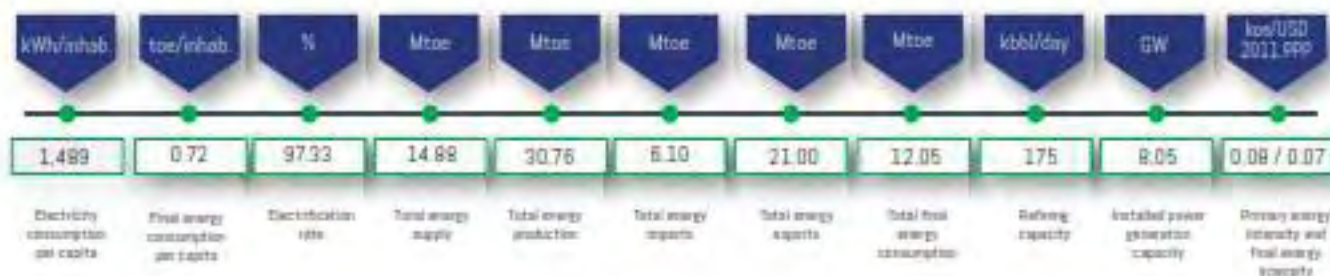 kWh/inhab.
toe/inhab.
%
Mtoe
Mtoe
Mtoe
Mtoe
Mtoe
kbbl/day
GW
koe/USD
2011 PPP
1,489
0.72
97.33
14.88
30.76
6.10
21.00
12.05
175
8.05
0.08 / 0.07
Electricity
consumption
per capita
Final energy
consumption
per capita
Electrification
rate
Total energy
supply
Total energy
production
Total energy
imports
Total energy
exports
Total final
energy
consumption
Refining
capacity
Installed power
generation
capacity
Primary energy
intensity and
final energy
intensity